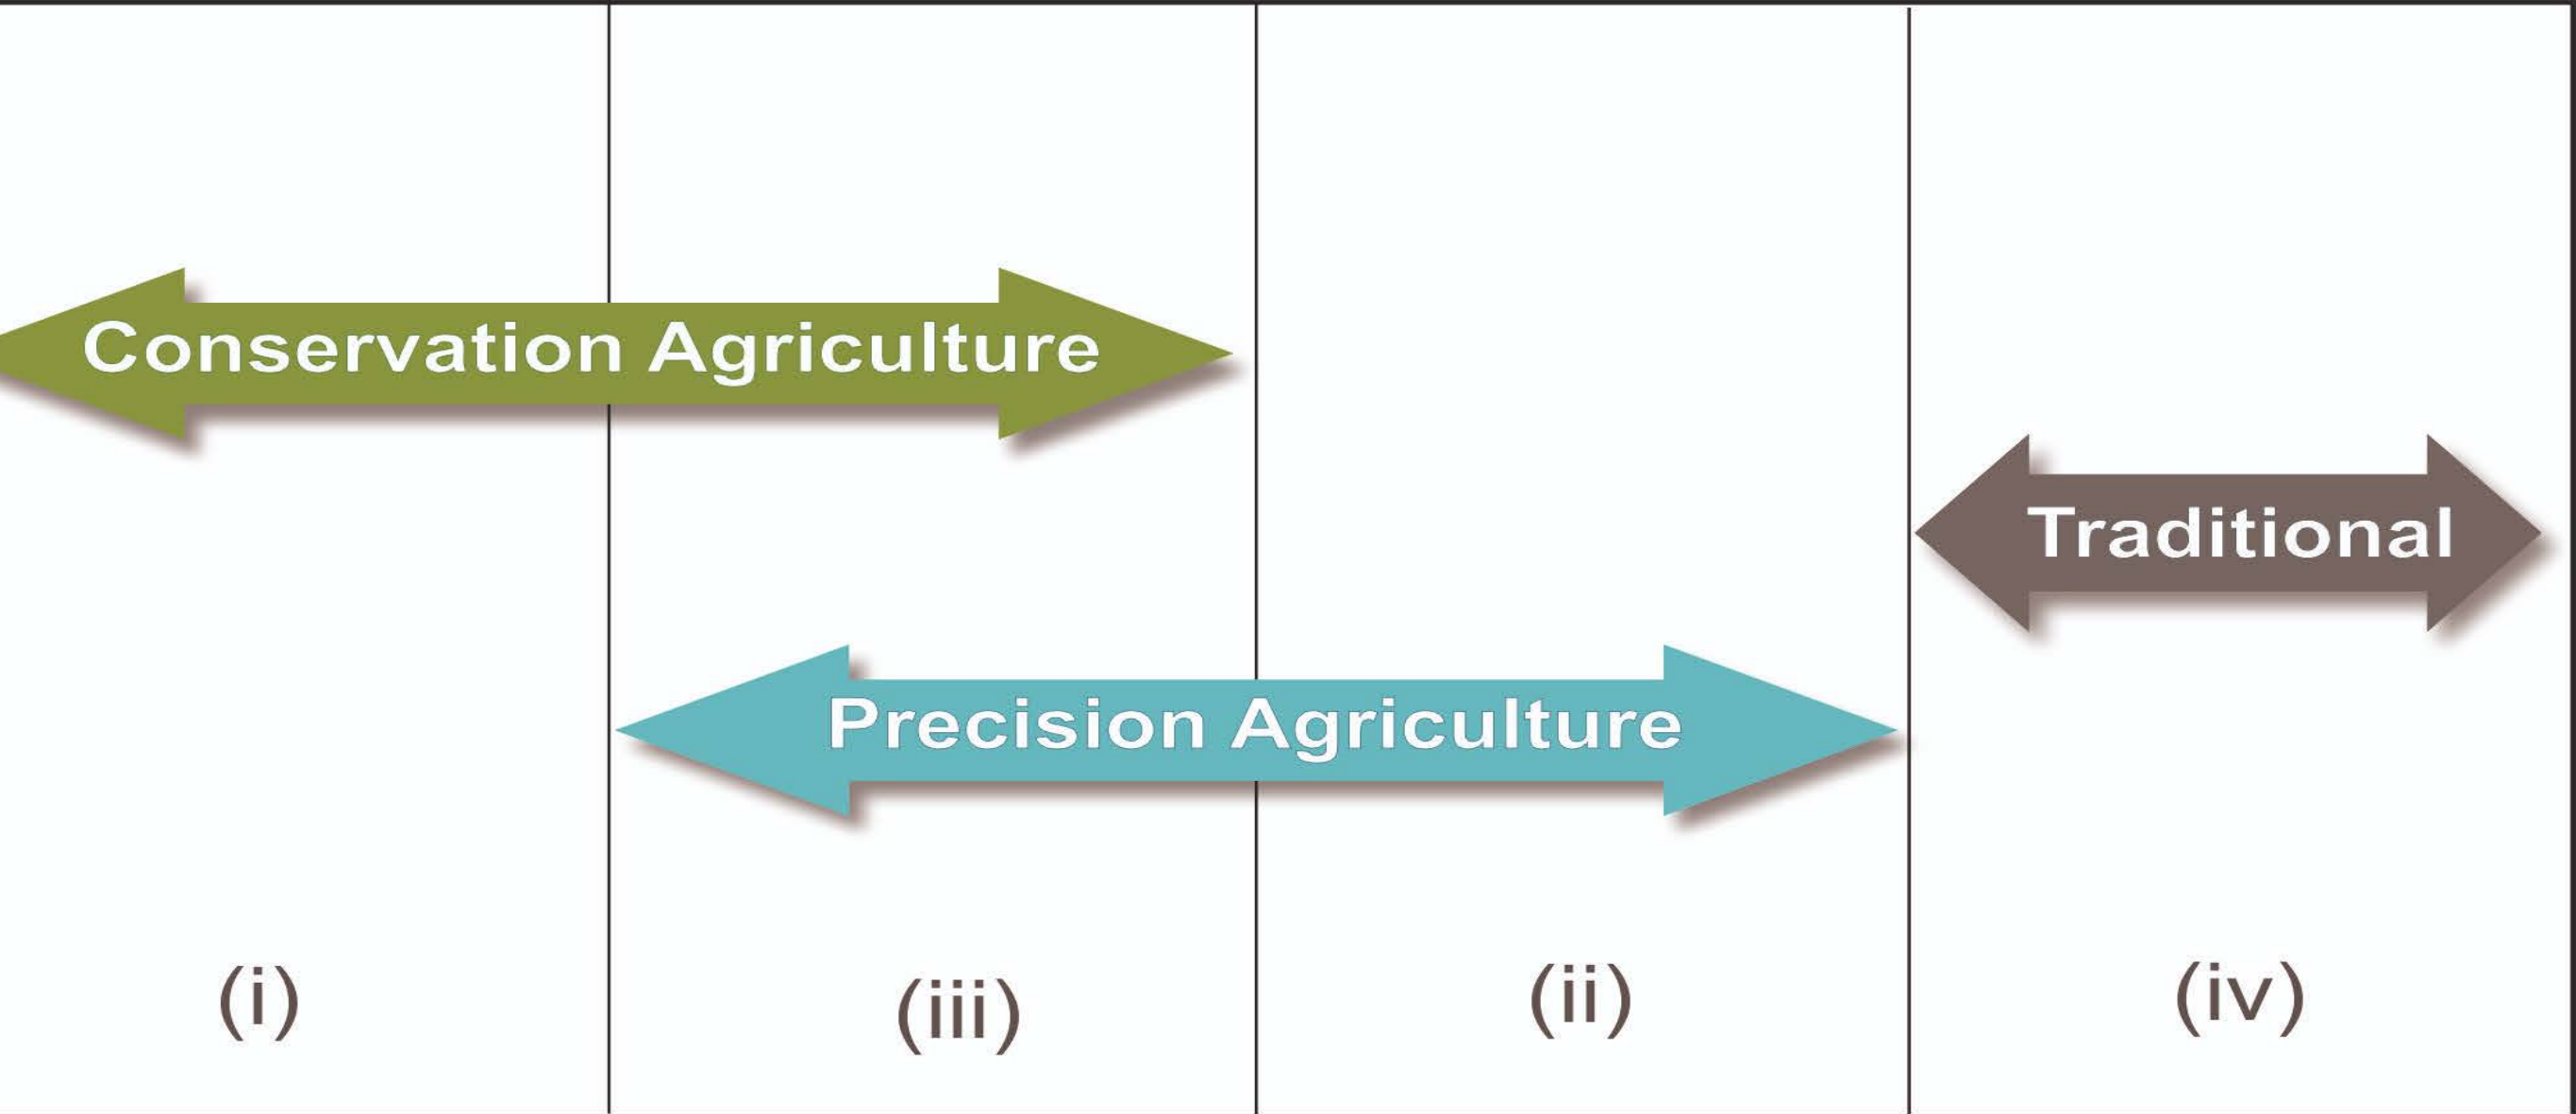 Conservation Agriculture
Traditional
Precision Agriculture
(i)
(iii)
(ii)
(iv)